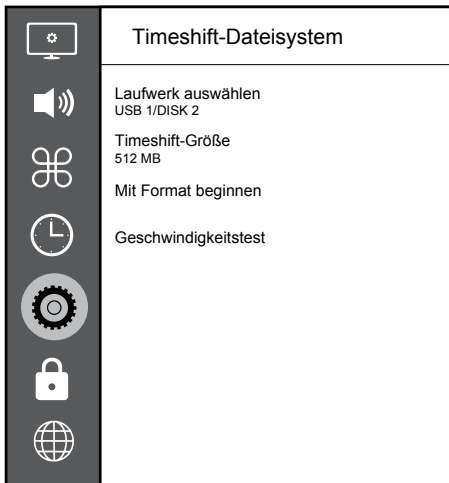 Timeshift-Dateisystem
Laufwerk auswählen
USB 1/DISK 2
Timeshift-Größe
512 MB
Mit Format beginnen
Geschwindigkeitstest